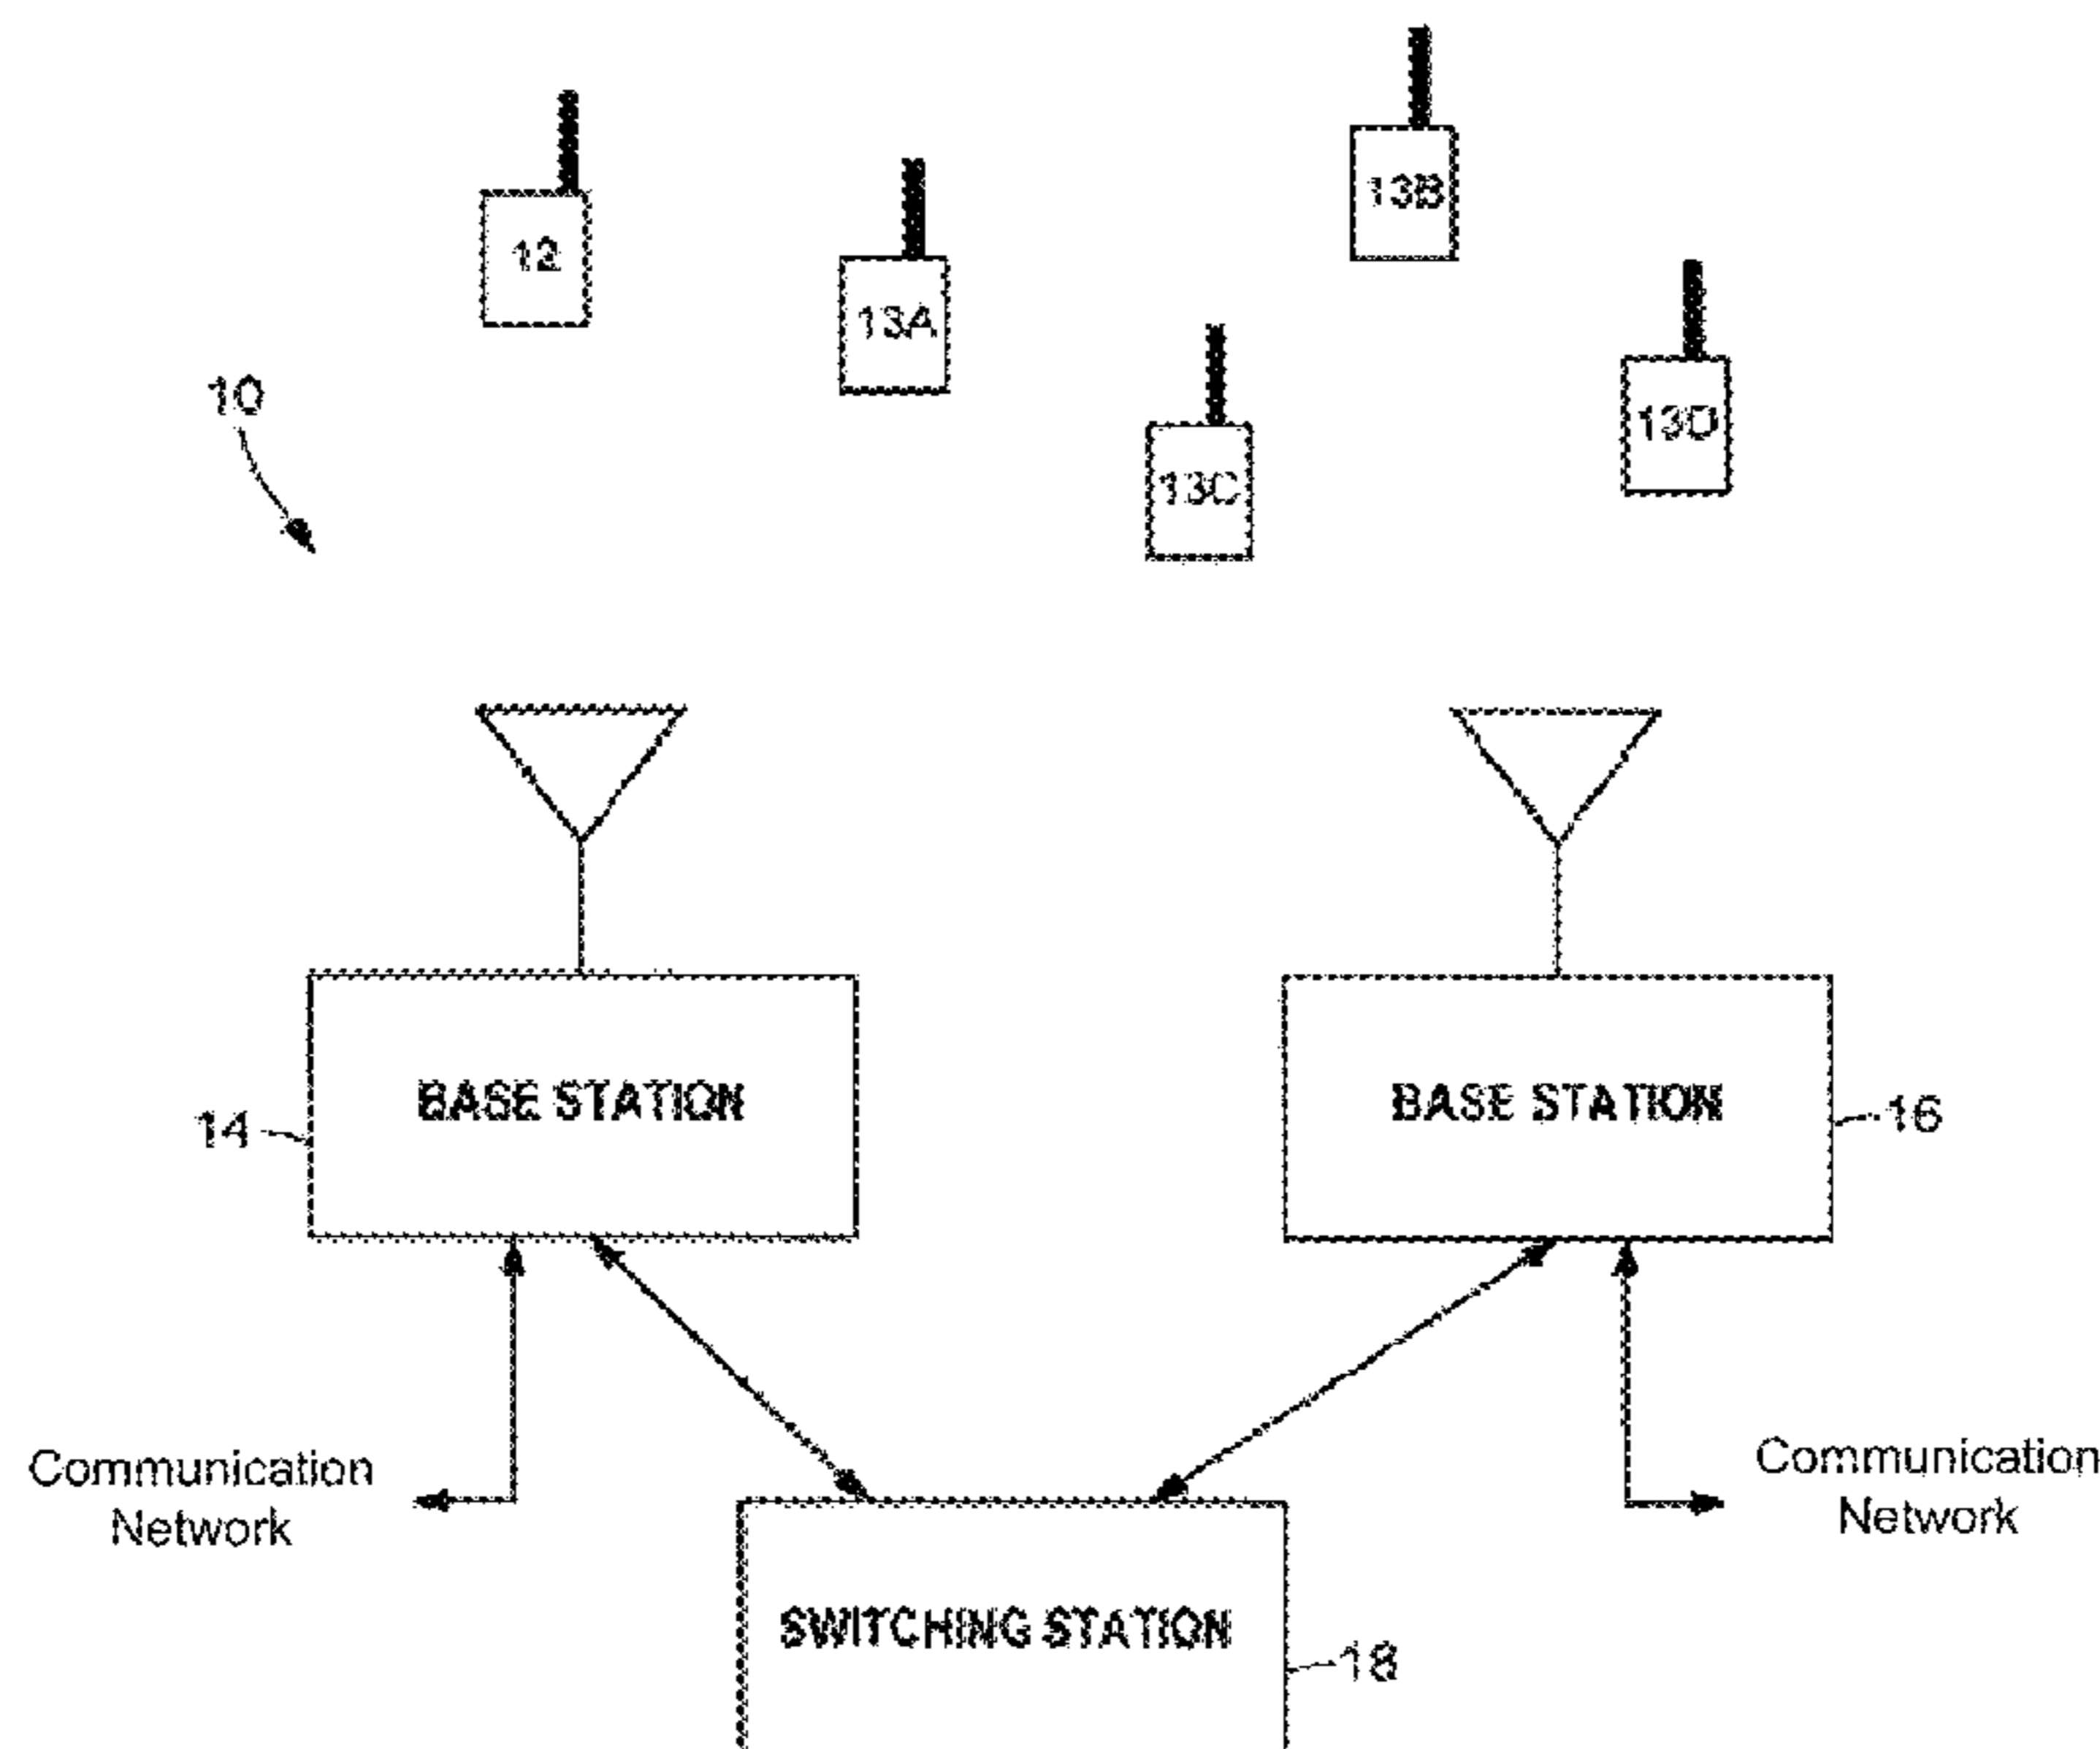 13B
12
13A
10
13D
13C
BASE STATION
BASE STATION
14
16
Communication
Network
Communication
Network
SWITCHING STATION
18